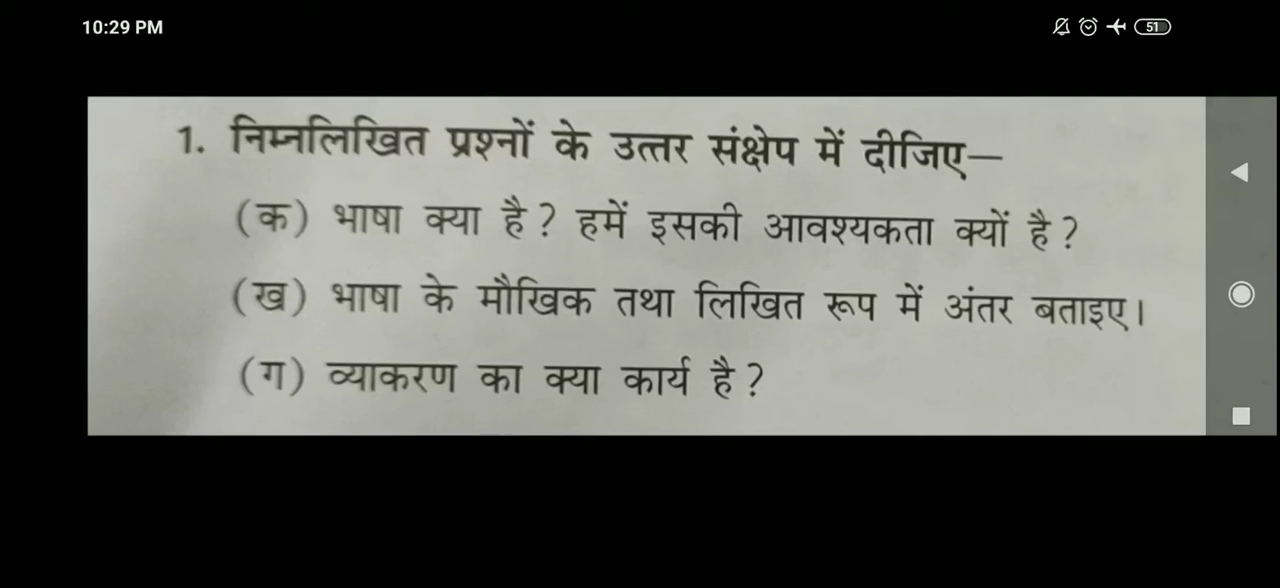 10:29 PM
51
1. निम्नलिखित प्रश्नों के उत्तर संक्षेप में दीजिए—
(क) भाषा क्या है? हमें इसकी आवश्यकता क्यों है?
(ख) भाषा के मौखिक तथा लिखित रूप में अंतर बताइए।
(ग) व्याकरण का क्या कार्य है?